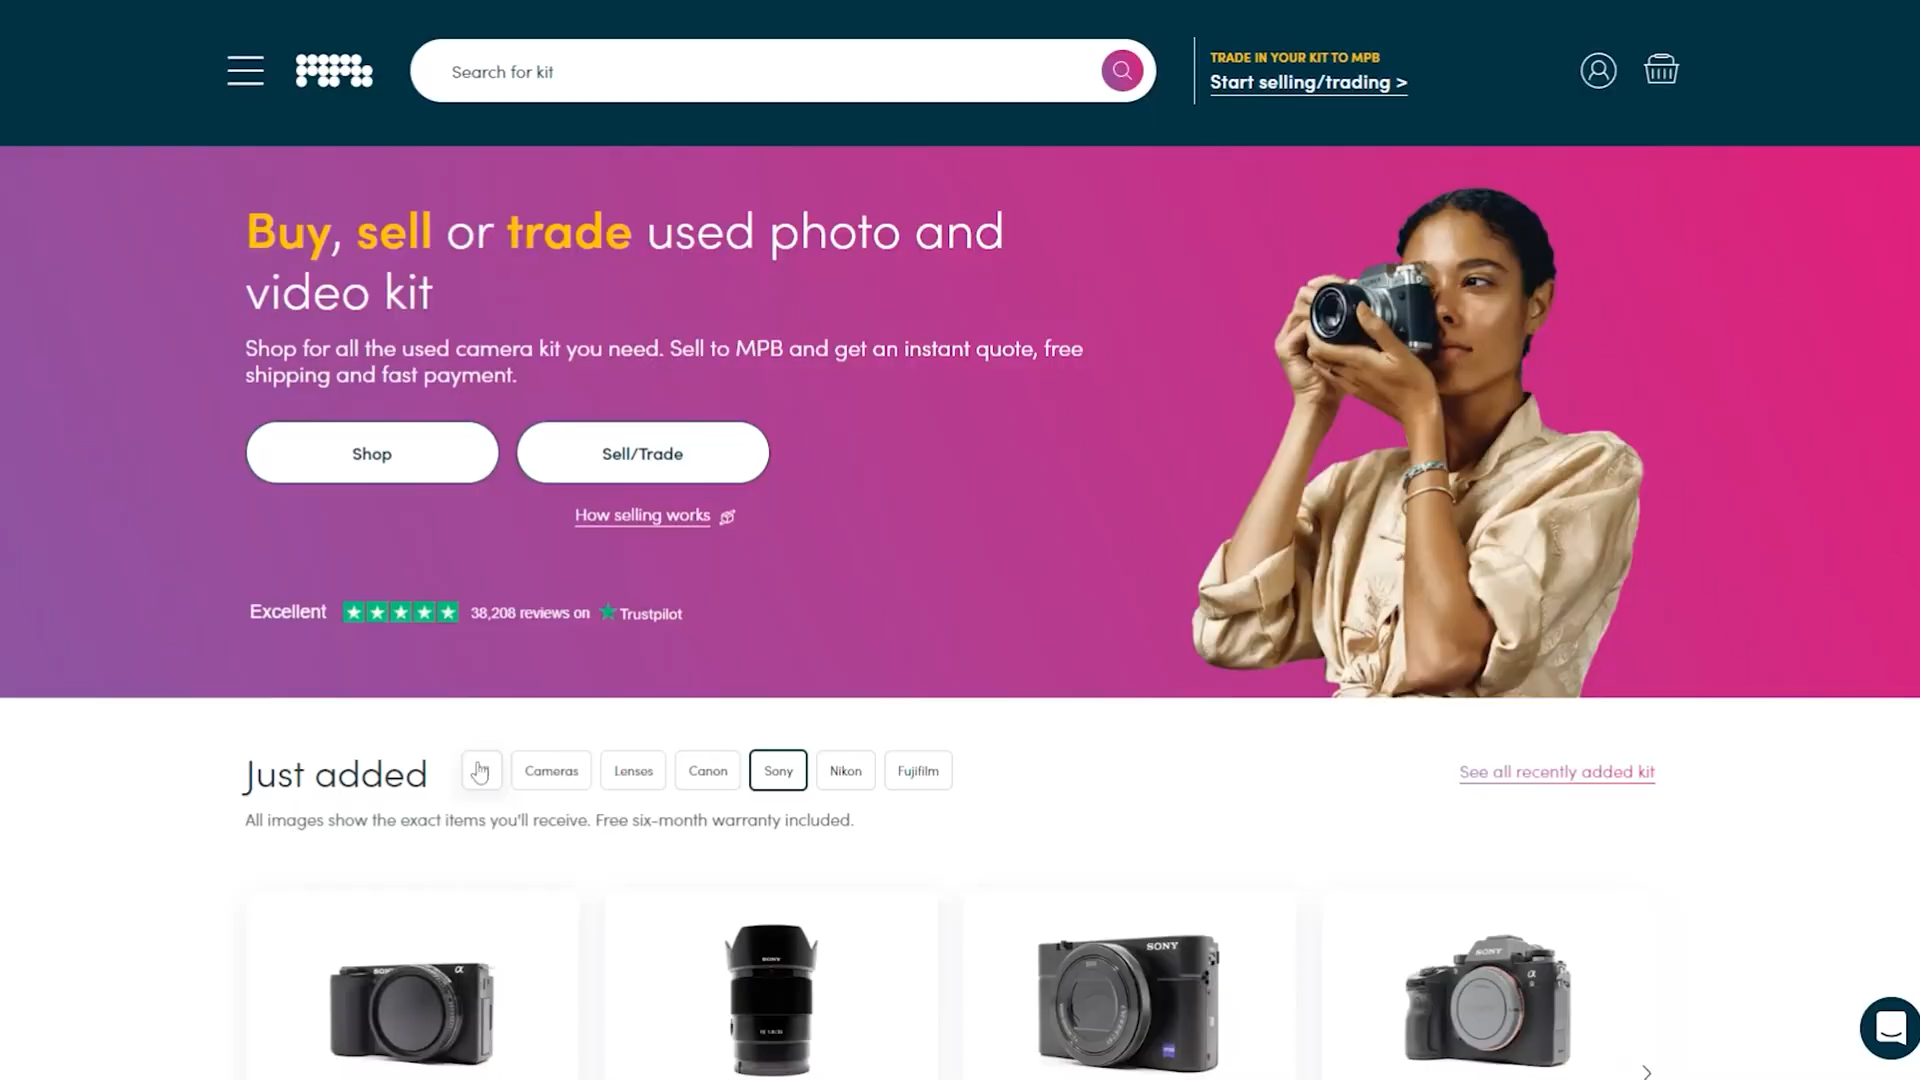 mpb
Search for kit
TRADE IN YOUR KIT TO MPB
Start selling/trading >
Buy, sell or trade used photo and
video kit
Shop for all the used camera kit you need. Sell to MPB and get an instant quote, free
shipping and fast payment.
Shop
Sell/Trade
How selling works
Excellent
38,208 reviews on
Trustpilot
Just added
Cameras
Lenses
Canon
Sony
Nikon
Fujifilm
See all recently added kit
All images show the exact items you'll receive. Free six-month warranty included.
SONY
α
SONY
SONY
SONY
α